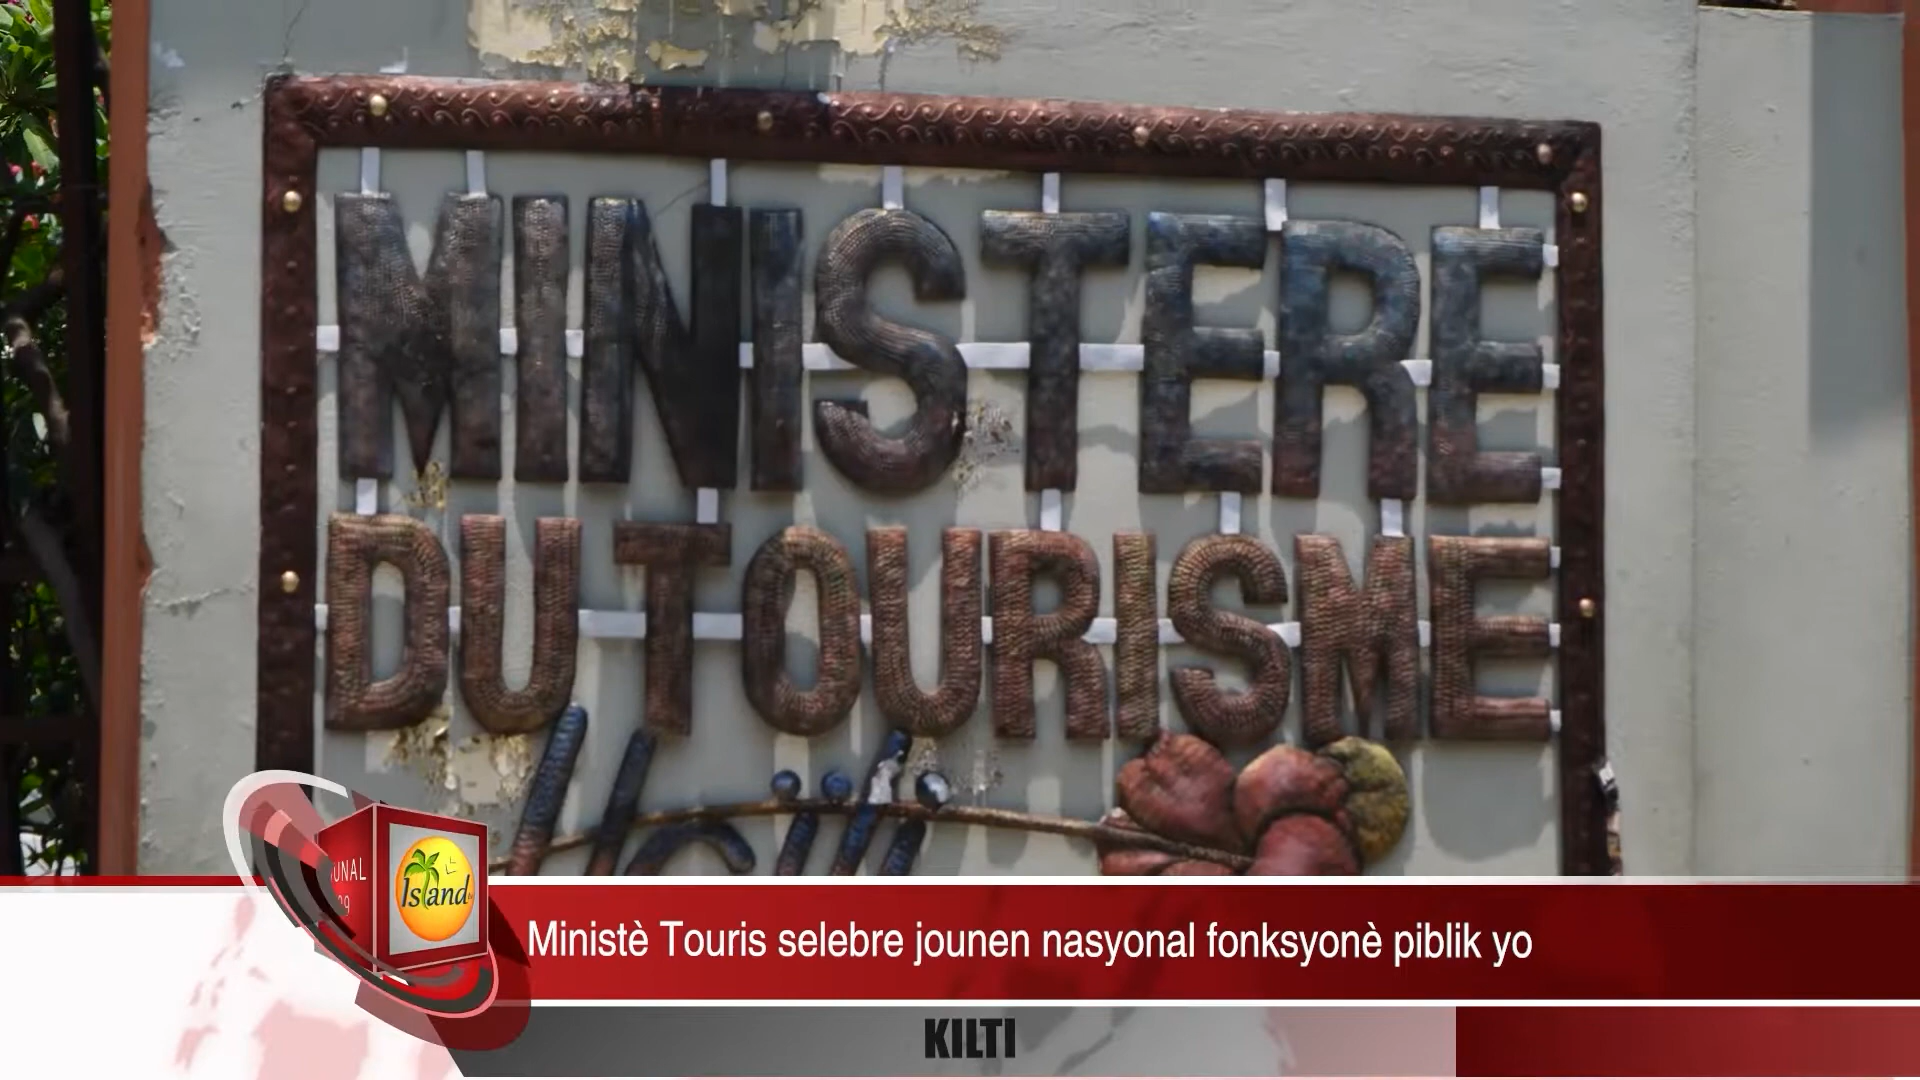 MINISTERE
DU TOURISME
Island
Ministè Touris selebre jounen nasyonal fonksyonè piblik yo
KILTI